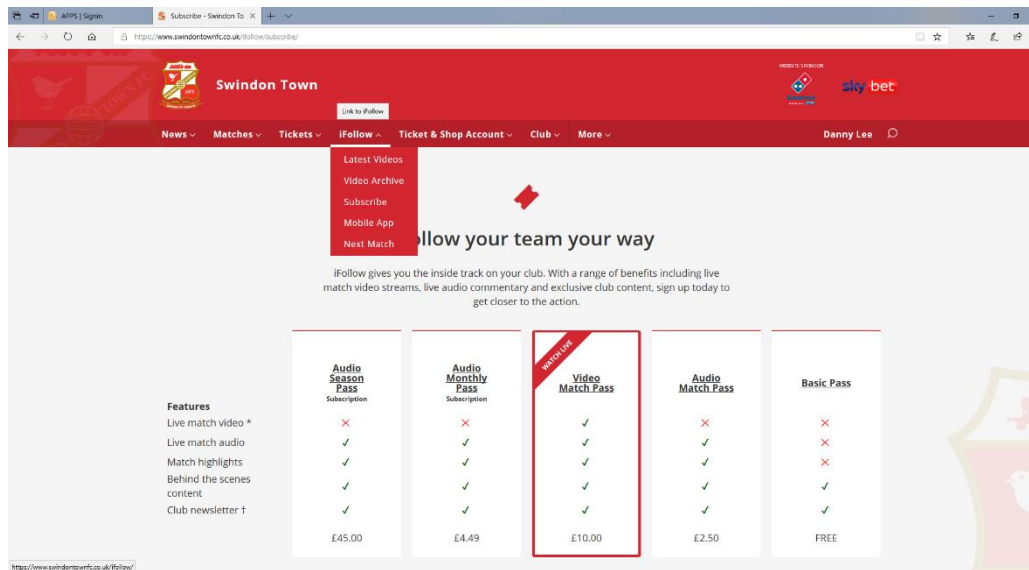 APPS | Signin
Subscribe - Swindon To
https://www.swindontownfc.co.uk/ifollow/subscribe/
WEBSITE SPONSOR
Swindon Town
sky bet
Link to iFollow
News Matches Tickets iFollow Ticket & Shop Account Club More Danny Lee
Latest Videos
Video Archive
Subscribe
Mobile App
Next Match
ollow your team your way
iFollow gives you the inside track on your club. With a range of benefits including live
match video streams, live audio commentary and exclusive club content, sign up today to
get closer to the action.
WATCH LIVE
Audio Season Pass Subscription
Audio Monthly Pass Subscription
Video Match Pass
Audio Match Pass
Basic Pass
Features
Live match video *
Live match audio
Match highlights
Behind the scenes
content
Club newsletter †
£45.00 £4.49 £10.00 £2.50 FREE
https://www.swindontownfc.co.uk/ifollow/